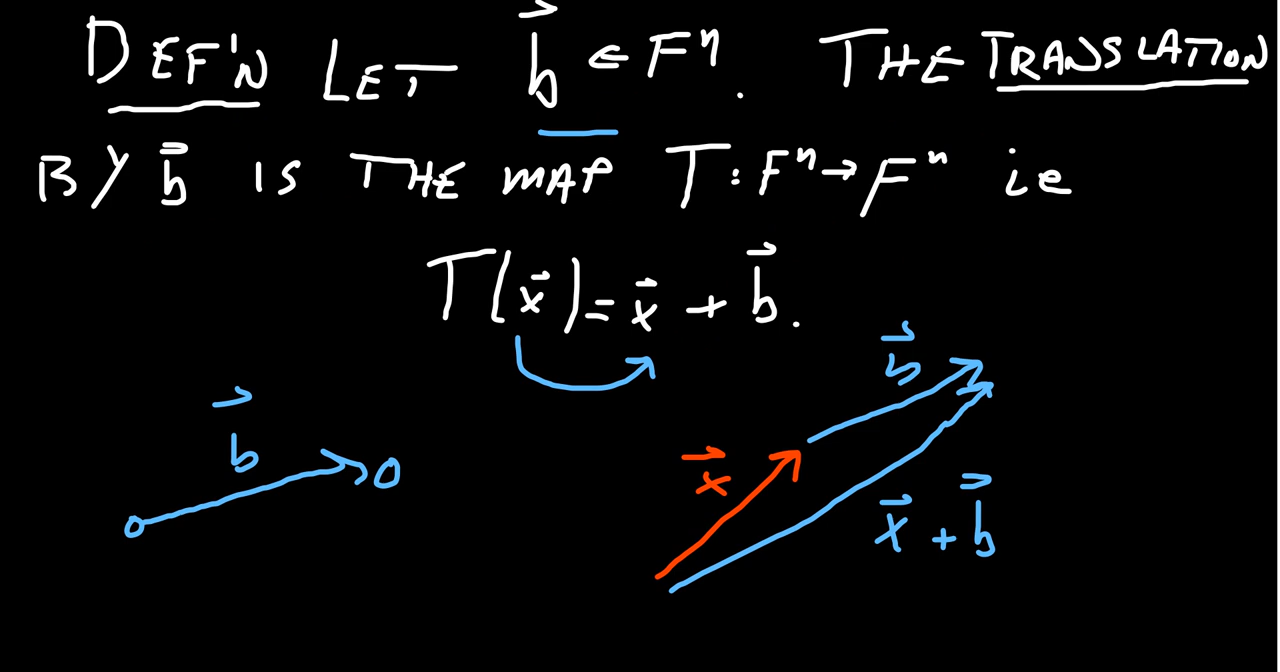 DEF'N LET b⃗ ∈ Fⁿ. THE TRANSLATION
BY b⃗ IS THE MAP T: Fⁿ → Fⁿ ie
T(x⃗) = x⃗ + b⃗.
b⃗
b⃗
x⃗
x⃗ + b⃗